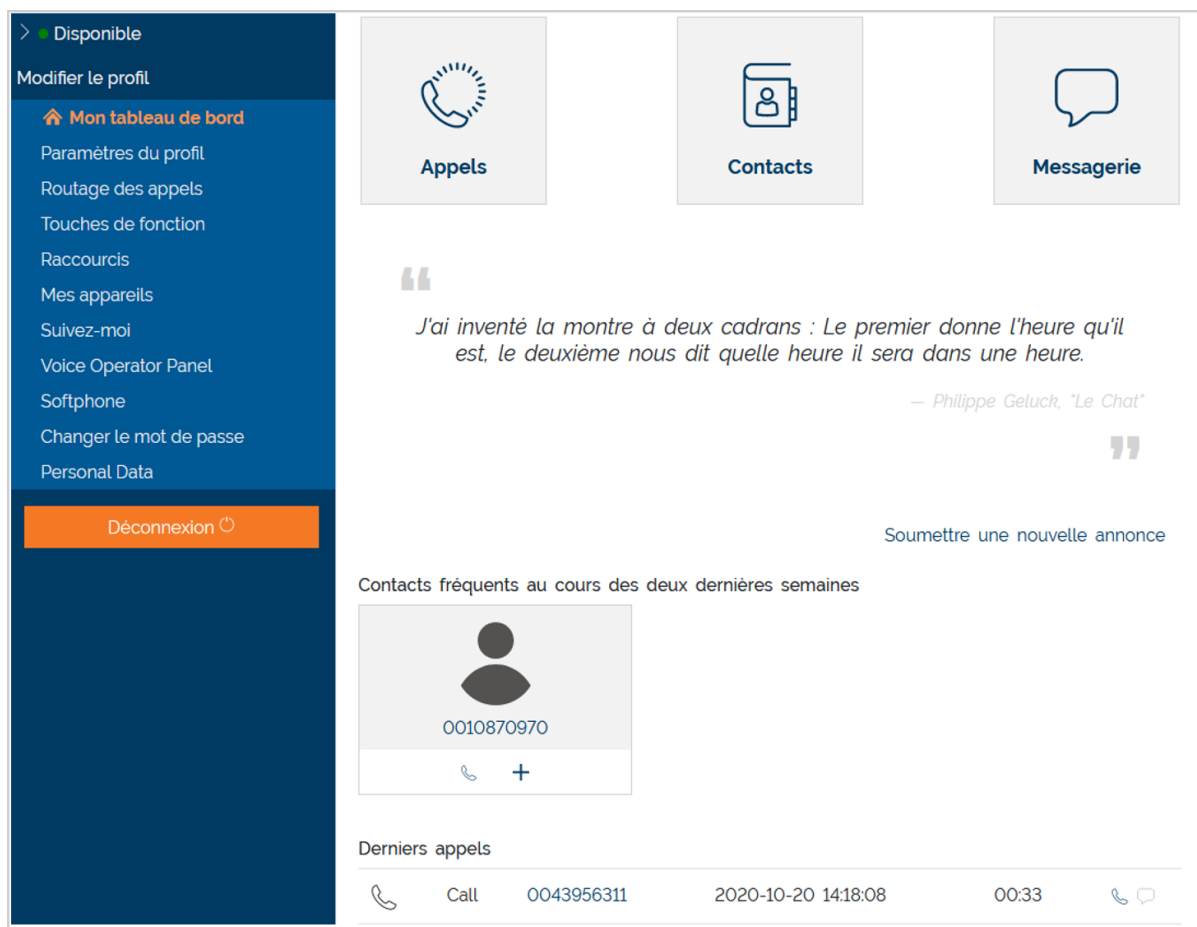 Disponible
Modifier le profil
Mon tableau de bord
Paramètres du profil
Routage des appels
Touches de fonction
Raccourcis
Mes appareils
Suivez-moi
Voice Operator Panel
Softphone
Changer le mot de passe
Personal Data
Déconnexion
Appels
Contacts
Messagerie
“
J'ai inventé la montre à deux cadrans : Le premier donne l'heure qu'il
est, le deuxième nous dit quelle heure il sera dans une heure.
— Philippe Geluck, "Le Chat"
”
Soumettre une nouvelle annonce
Contacts fréquents au cours des deux dernières semaines
0010870970
Derniers appels
Call 0043956311 2020-10-20 14:18:08 00:33